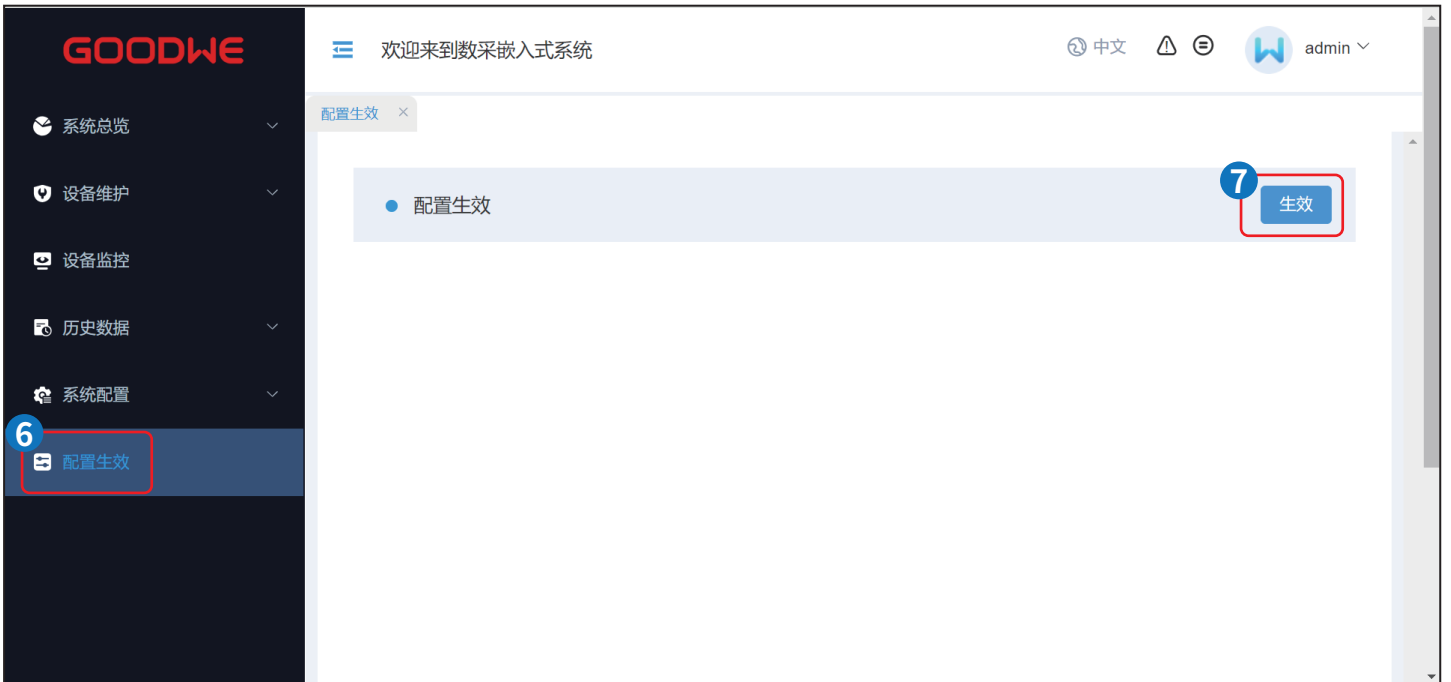 GOODWE
欢迎来到数采嵌入式系统
中文
admin
系统总览
配置生效
设备维护
7
配置生效
生效
设备监控
历史数据
系统配置
6
配置生效